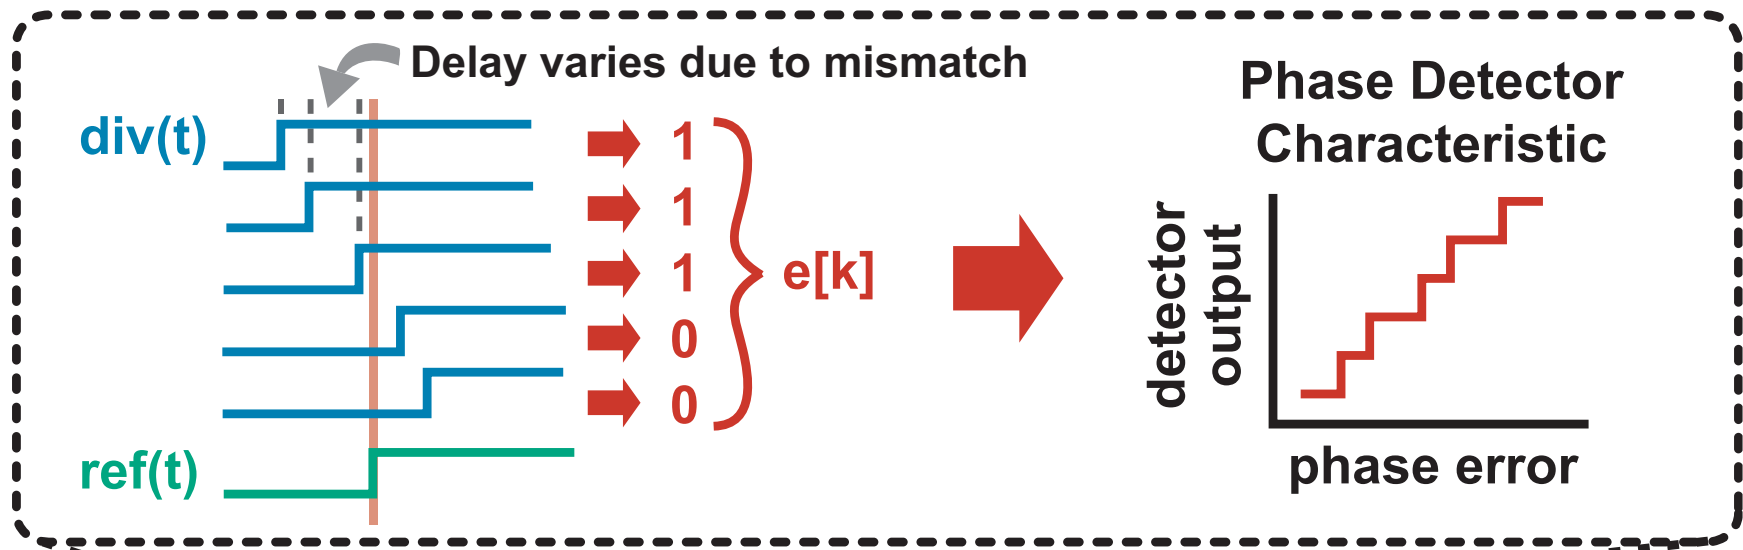 Delay varies due to mismatch
div(t)
1
1
1
0
0
e[k]
ref(t)
Phase Detector
Characteristic
detector
output
phase error